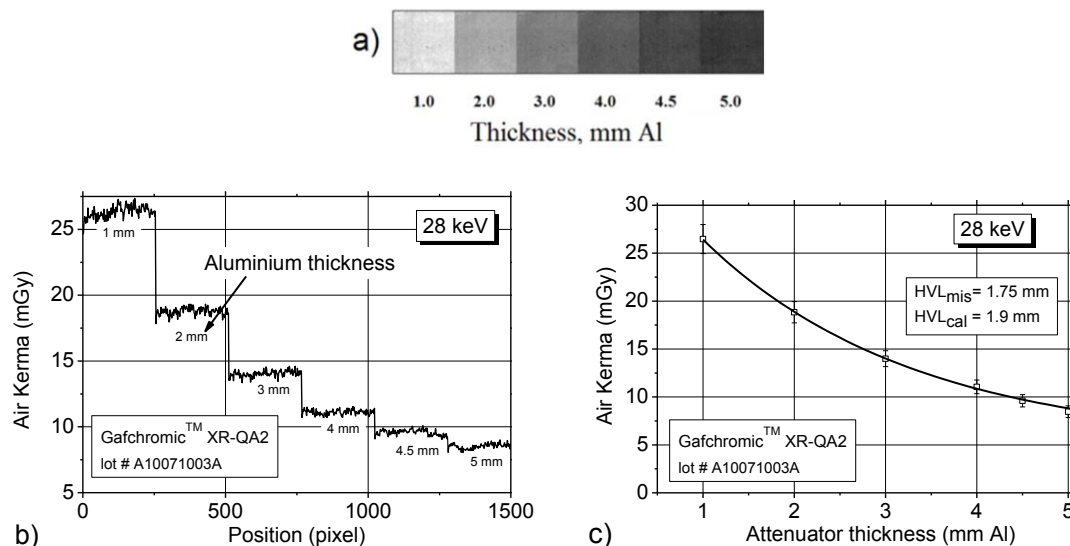 a)
1.0 2.0 3.0 4.0 4.5 5.0
Thickness, mm Al
b)
Air Kerma (mGy)
25
20
15
10
5
28 keV
1 mm
Aluminium thickness
2 mm
3 mm
4 mm
4.5 mm
5 mm
Gafchromic™ XR-QA2
lot # A10071003A
0 500 1000 1500
Position (pixel)
c)
Air Kerma (mGy)
30
25
20
15
10
5
0
28 keV
HVLmis= 1.75 mm
HVLcal = 1.9 mm
Gafchromic™ XR-QA2
lot # A10071003A
1 2 3 4 5
Attenuator thickness (mm Al)